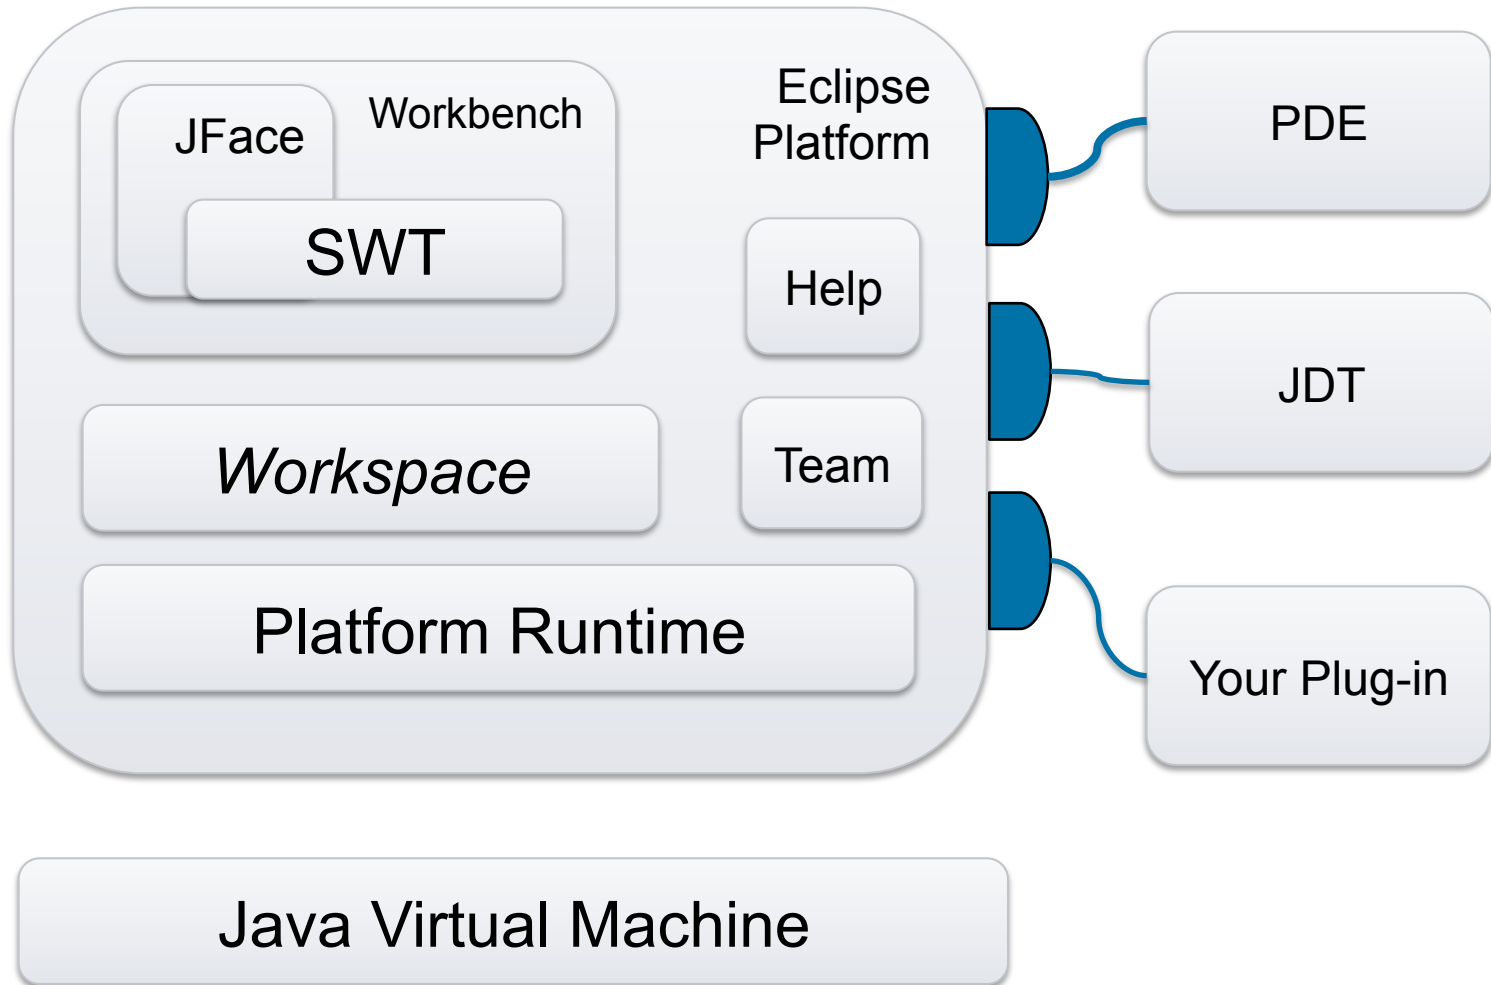 JFace
Workbench
SWT
Eclipse
Platform
Help
Workspace
Team
Platform Runtime
PDE
JDT
Your Plug-in
Java Virtual Machine